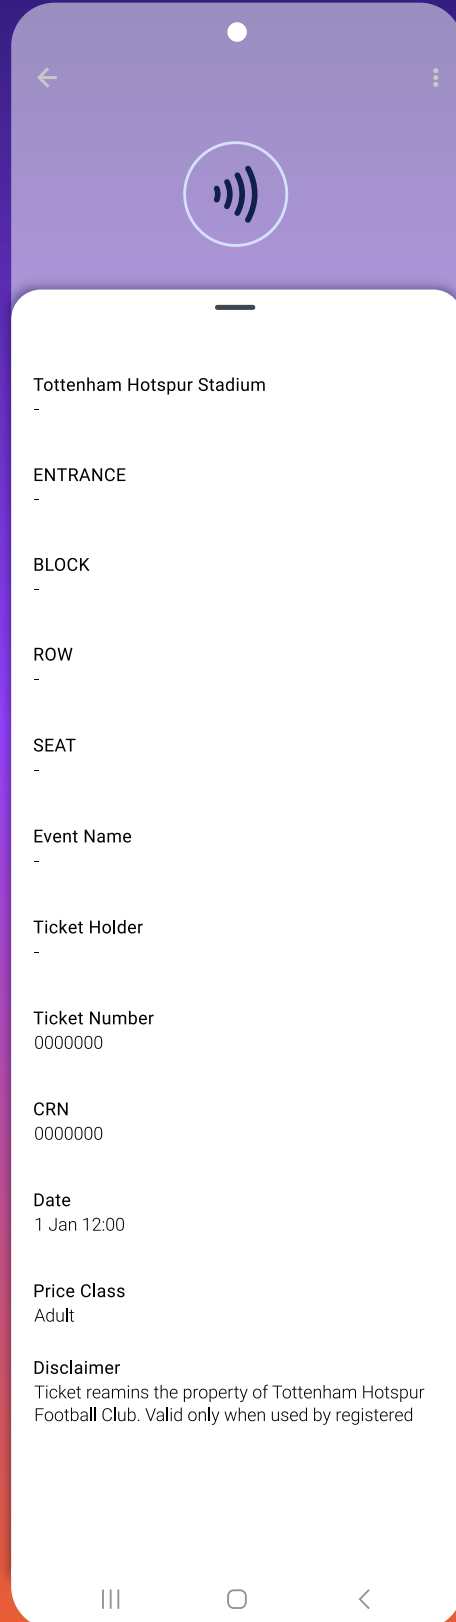 Tottenham Hotspur Stadium
-
ENTRANCE
-
BLOCK
-
ROW
-
SEAT
-
Event Name
-
Ticket Holder
-
Ticket Number
0000000
CRN
0000000
Date
1 Jan 12:00
Price Class
Adult
Disclaimer
Ticket reamins the property of Tottenham Hotspur
Football Club. Valid only when used by registered